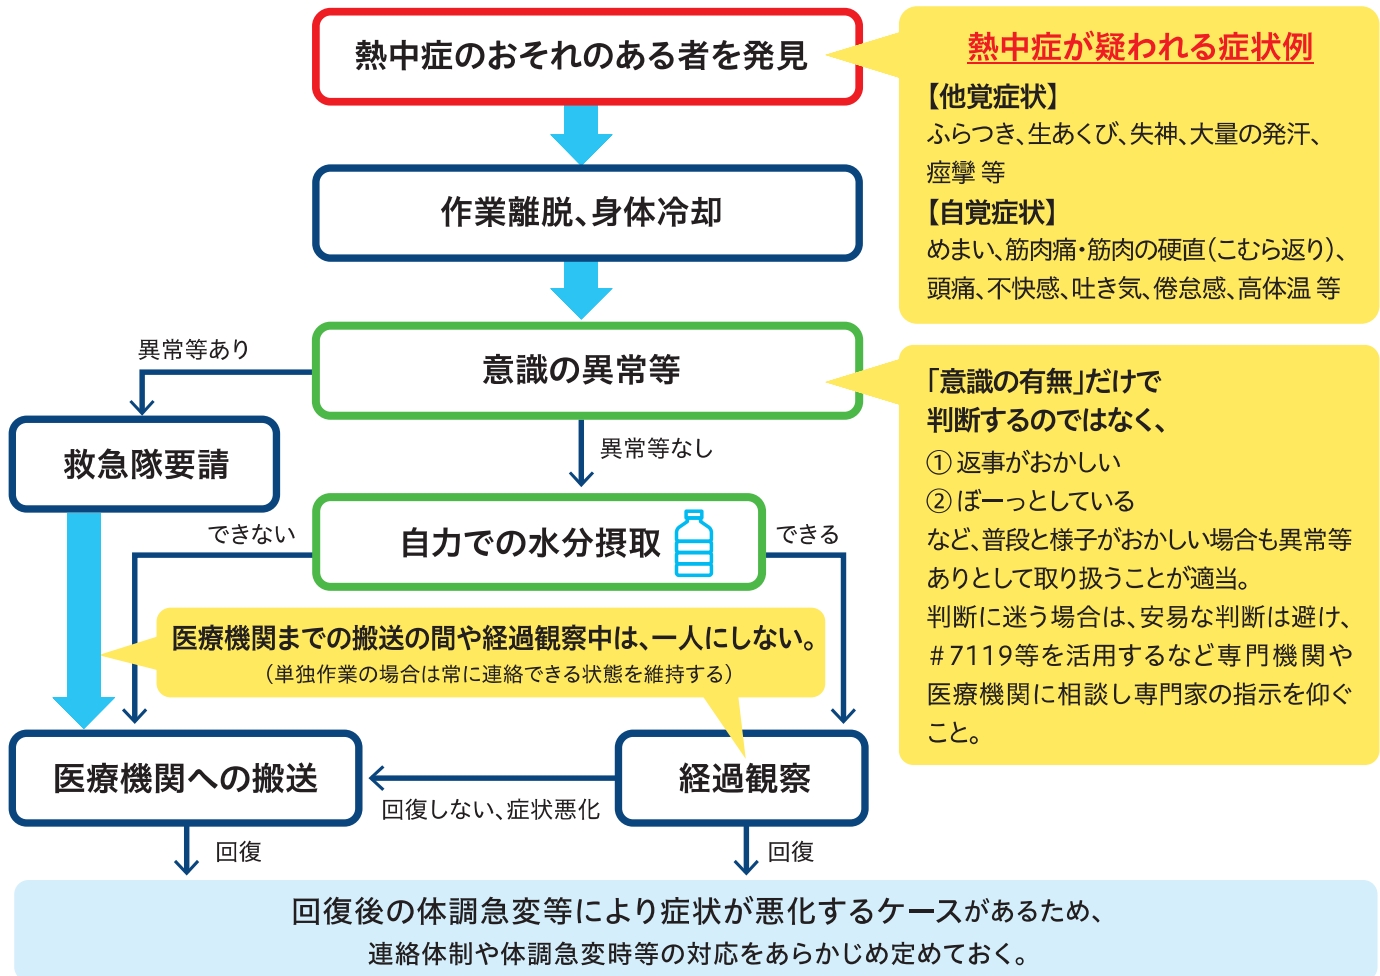 熱中症のおそれのある者を発見
熱中症が疑われる症状例
【他覚症状】
ふらつき、生あくび、失神、大量の発汗、
痙攣 等
【自覚症状】
めまい、筋肉痛・筋肉の硬直（こむら返り）、
頭痛、不快感、吐き気、倦怠感、高体温 等
作業離脱、身体冷却
意識の異常等
異常等あり
異常等なし
「意識の有無」だけで
判断するのではなく、
① 返事がおかしい
② ぼーっとしている
など、普段と様子がおかしい場合も異常等
ありとして取り扱うことが適当。
判断に迷う場合は、安易な判断は避け、
＃7119等を活用するなど専門機関や
医療機関に相談し専門家の指示を仰ぐ
こと。
救急隊要請
自力での水分摂取
できない
できる
医療機関までの搬送の間や経過観察中は、一人にしない。
（単独作業の場合は常に連絡できる状態を維持する）
医療機関への搬送
経過観察
回復しない、症状悪化
回復
回復
回復後の体調急変等により症状が悪化するケースがあるため、
連絡体制や体調急変時等の対応をあらかじめ定めておく。